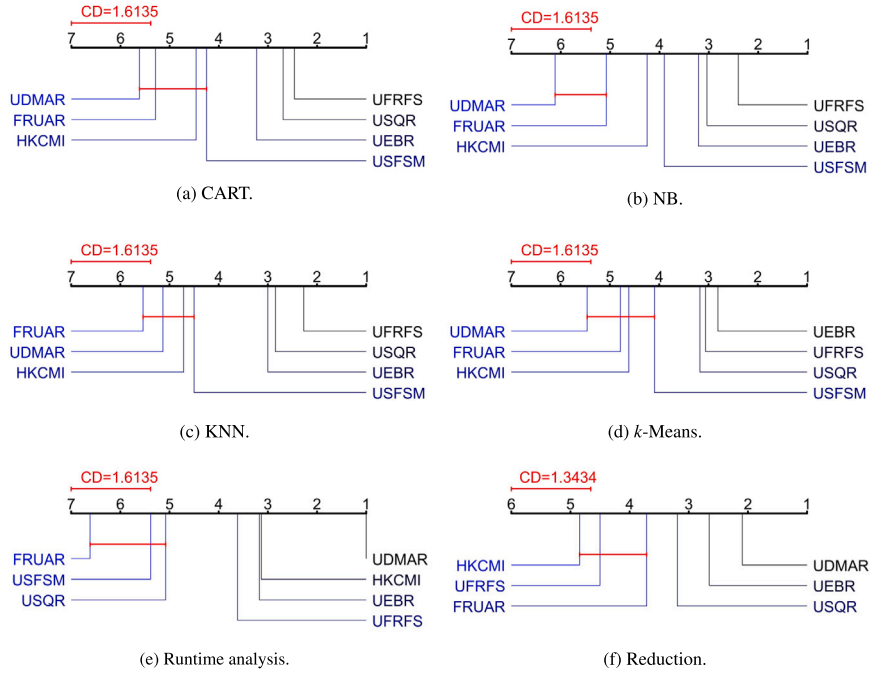 CD=1.6135
7 6 5 4 3 2 1
UDMAR UFRFS
FRUAR USQR
HKCMI UEBR
USFSM
(a) CART.
CD=1.6135
7 6 5 4 3 2 1
UDMAR UFRFS
FRUAR USQR
HKCMI UEBR
USFSM
(b) NB.
CD=1.6135
7 6 5 4 3 2 1
FRUAR UFRFS
UDMAR USQR
HKCMI UEBR
USFSM
(c) KNN.
CD=1.6135
7 6 5 4 3 2 1
UDMAR UEBR
FRUAR UFRFS
HKCMI USQR
USFSM
(d) k-Means.
CD=1.6135
7 6 5 4 3 2 1
FRUAR UDMAR
USFSM HKCMI
USQR UEBR
UFRFS
(e) Runtime analysis.
CD=1.3434
6 5 4 3 2 1
HKCMI UDMAR
UFRFS UEBR
FRUAR USQR
(f) Reduction.